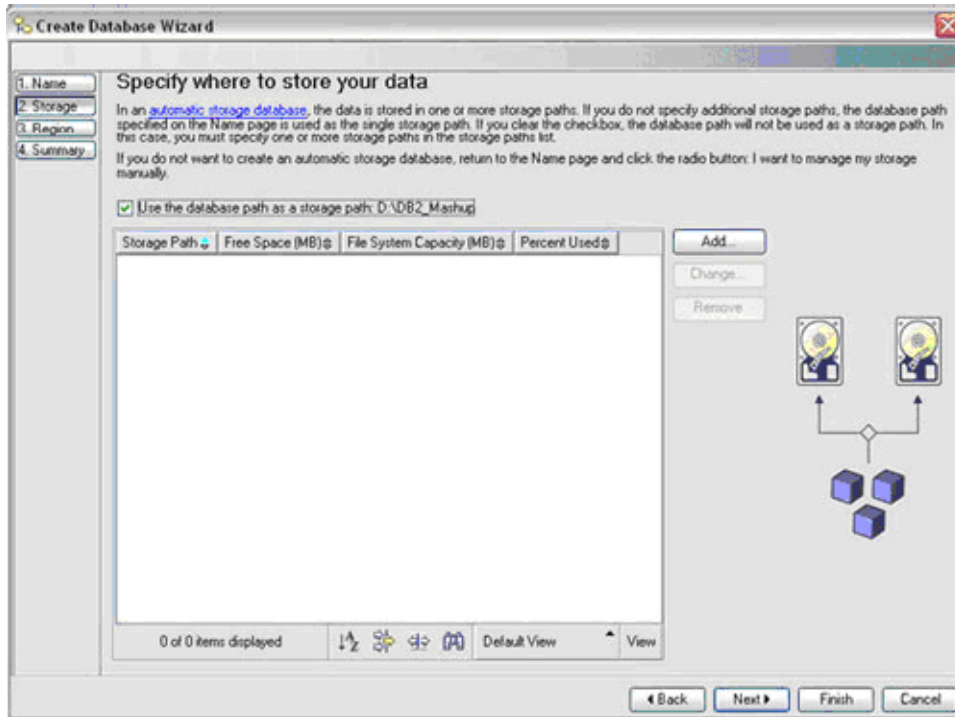 Create Database Wizard
1. Name
2. Storage
3. Region
4. Summary
Specify where to store your data
In an automatic storage database, the data is stored in one or more storage paths. If you do not specify additional storage paths, the database path
specified on the Name page is used as the single storage path. If you clear the checkbox, the database path will not be used as a storage path. In
this case, you must specify one or more storage paths in the storage paths list.
If you do not want to create an automatic storage database, return to the Name page and click the radio button: I want to manage my storage
manually.
Use the database path as a storage path: D:\DB2_Mashup
Storage Path Free Space (MB) File System Capacity (MB) Percent Used
Add...
Change...
Remove
0 of 0 items displayed Default View View
Back Next Finish Cancel